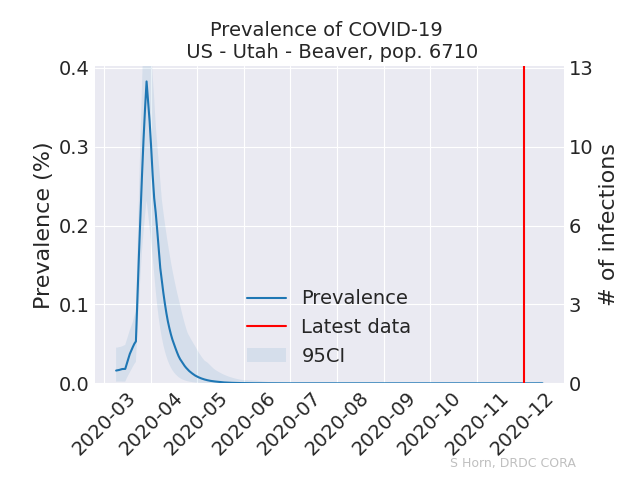 Prevalence of COVID-19
US - Utah - Beaver, pop. 6710
Prevalence (%)
0.4
0.3
0.2
0.1
0.0
13
10
6
3
0
# of infections
Prevalence
Latest data
95CI
2020-03
2020-04
2020-05
2020-06
2020-07
2020-08
2020-09
2020-10
2020-11
2020-12
S Horn, DRDC CORA